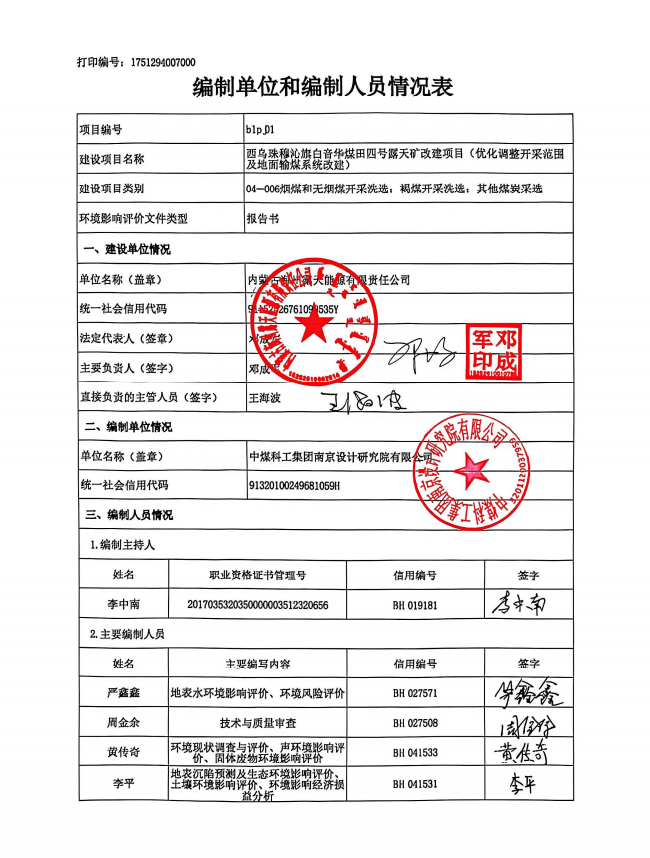 打印编号：1751294007000
编制单位和编制人员情况表
项目编号 b1p_01
建设项目名称 西乌珠穆沁旗白音华煤田四号露天矿改建项目（优化调整开采范围
及地面输煤系统改建）
建设项目类别 04—006烟煤和无烟煤开采洗选；褐煤开采洗选；其他煤炭采选
环境影响评价文件类型 报告书
一、建设单位情况
单位名称（盖章） 内蒙古 露天能源有限责任公司
统一社会信用代码
法定代表人（签章） 邓成军
主要负责人（签字） 邓成军
直接负责的主管人员（签字） 王海波 王海波
军邓
印成
二、编制单位情况
单位名称（盖章） 中煤科工集团南京设计研究院有限公司
统一社会信用代码 91320100249681059H
中煤科工集团南京设计研究院有限公司
三、编制人员情况
1.编制主持人
姓名 职业资格证书管理号 信用编号 签字
李中南 2017035320350000003512320656 BH 019181 李中南
2.主要编制人员
姓名 主要编写内容 信用编号 签字
严鑫鑫 地表水环境影响评价、环境风险评价 BH 027571 严鑫鑫
周金余 技术与质量审查 BH 027508 周金余
黄传奇 环境现状调查与评价、声环境影响评
价、固体废物环境影响评价 BH 041533 黄传奇
李平 地表沉陷预测及生态环境影响评价、
土壤环境影响评价、环境影响经济损
益分析 BH 041531 李平